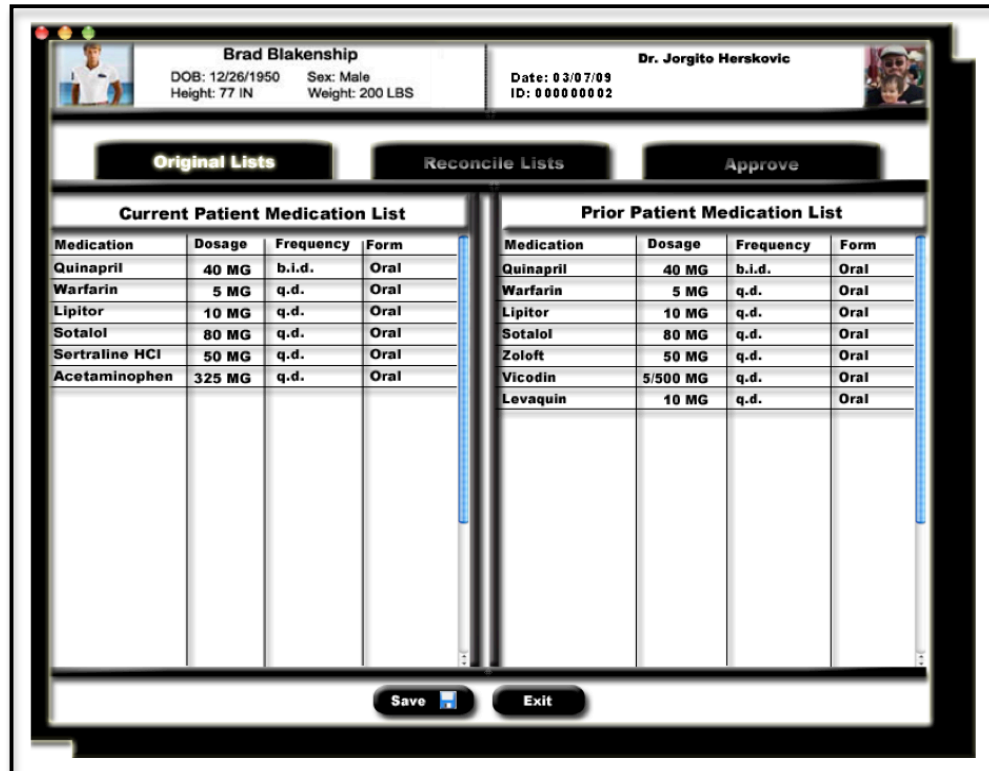 Brad Blakenship
DOB: 12/26/1950 Sex: Male
Height: 77 IN Weight: 200 LBS
Dr. Jorgito Herskovic
Date: 03/07/09
ID: 000000002
Original Lists
Reconcile Lists
Approve
Current Patient Medication List
Medication Dosage Frequency Form
Quinapril 40 MG b.i.d. Oral
Warfarin 5 MG q.d. Oral
Lipitor 10 MG q.d. Oral
Sotalol 80 MG q.d. Oral
Sertraline HCl 50 MG q.d. Oral
Acetaminophen 325 MG q.d. Oral
Prior Patient Medication List
Medication Dosage Frequency Form
Quinapril 40 MG b.i.d. Oral
Warfarin 5 MG q.d. Oral
Lipitor 10 MG q.d. Oral
Sotalol 80 MG q.d. Oral
Zoloft 50 MG q.d. Oral
Vicodin 5/500 MG q.d. Oral
Levaquin 10 MG q.d. Oral
Save
Exit